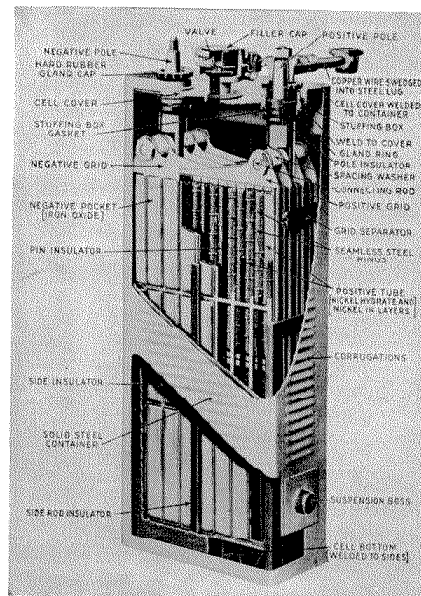 VALVE
FILLER CAP
POSITIVE POLE
NEGATIVE POLE
HARD RUBBER
GLAND CAP
CELL COVER
STUFFING BOX
GASKET
NEGATIVE GRID
NEGATIVE POCKET
(IRON OXIDE)
PIN INSULATOR
SIDE INSULATOR
SOLID STEEL
CONTAINER
SIDE ROD INSULATOR
COPPER WIRE SWEDGED
INTO STEEL LUG
CELL COVER WELDED
TO CONTAINER
STUFFING BOX
WELD TO COVER
GLAND RING
POLE INSULATOR
SPACING WASHER
CONNECTING ROD
POSITIVE GRID
GRID SEPARATOR
SEAMLESS STEEL
POSITIVE TUBE
(NICKEL HYDRATE AND
NICKEL IN LAYERS)
CORRUGATIONS
SUSPENSION BOSS
CELL BOTTOM
(WELDED TO SIDES)